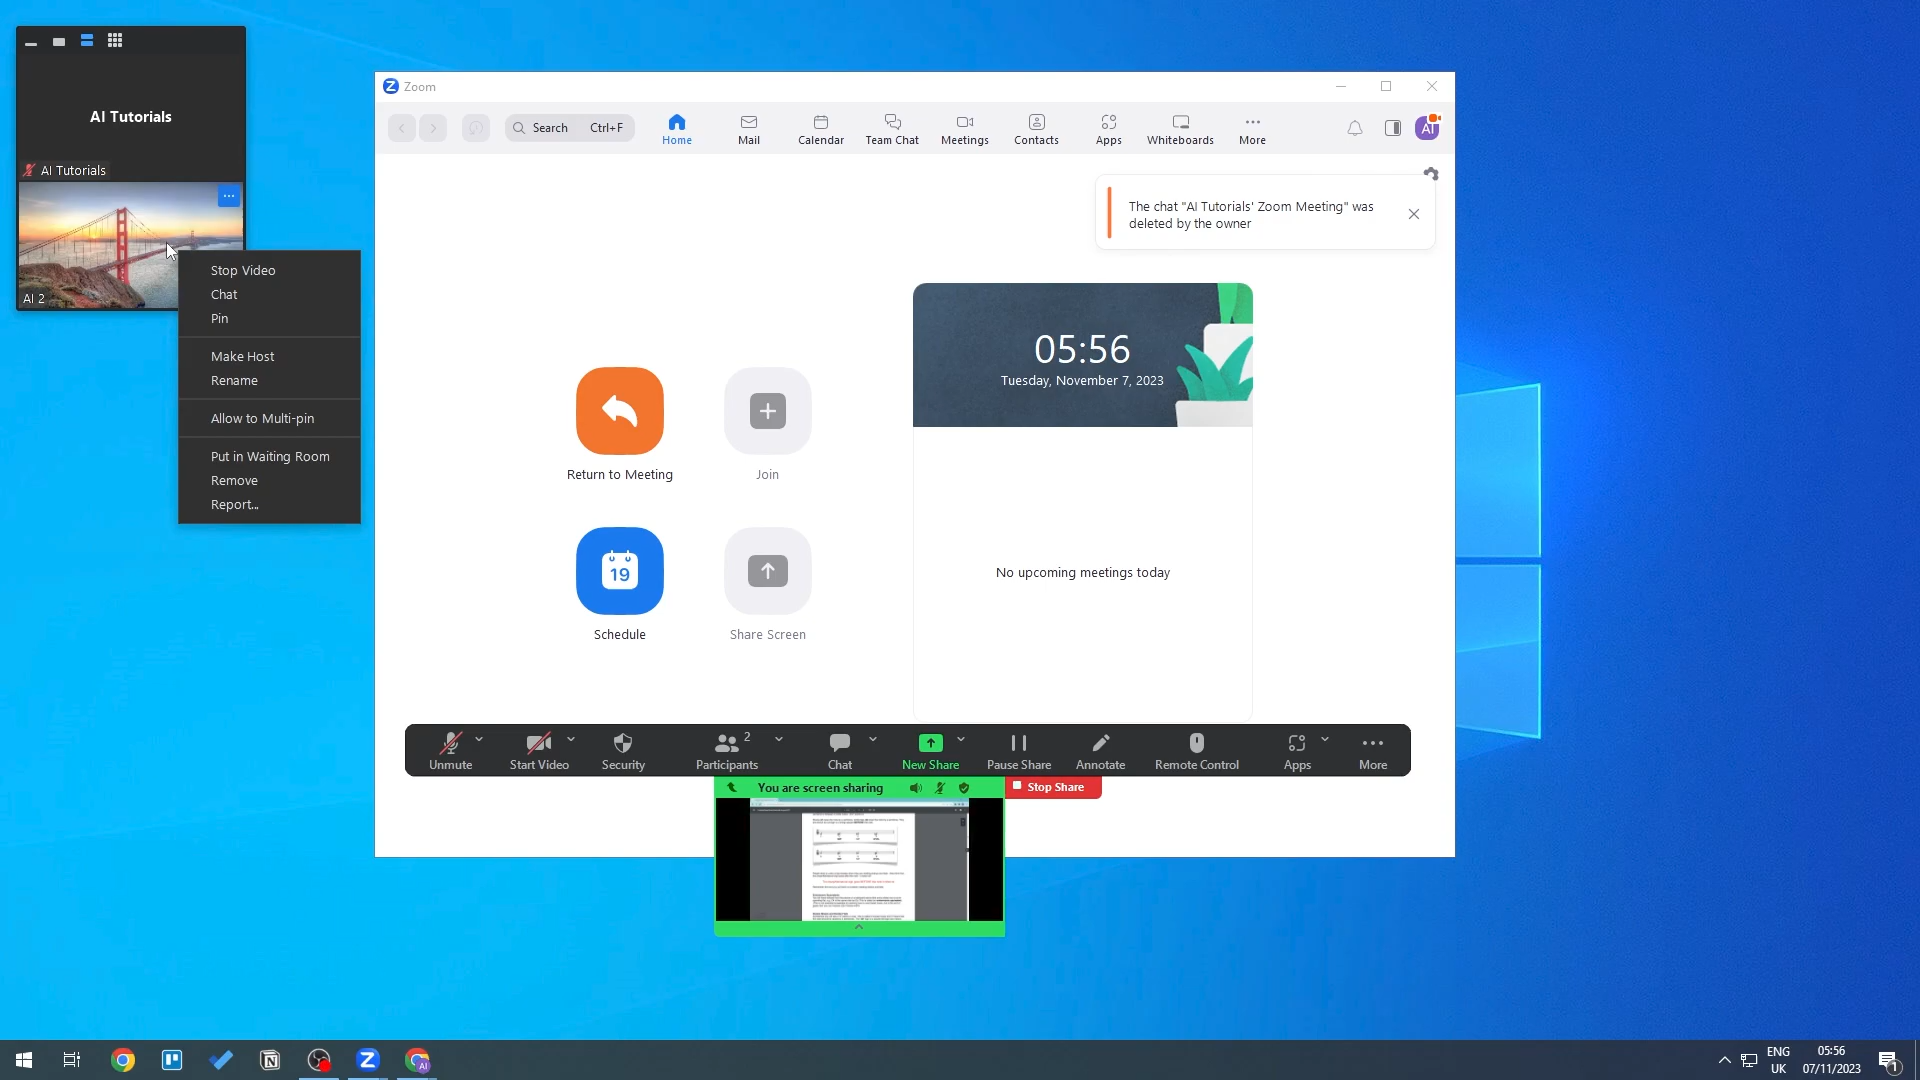 AI Tutorials
AI Tutorials
AI 2
Stop Video
Chat
Pin
Make Host
Rename
Allow to Multi-pin
Put in Waiting Room
Remove
Report...
Zoom
Search Ctrl+F
Home
Mail
Calendar
Team Chat
Meetings
Contacts
Apps
Whiteboards
More
AI
The chat "AI Tutorials' Zoom Meeting" was
deleted by the owner
05:56
Tuesday, November 7, 2023
Return to Meeting
Join
19
Schedule
Share Screen
No upcoming meetings today
Unmute
Start Video
Security
2
Participants
Chat
New Share
Pause Share
Annotate
Remote Control
Apps
More
You are screen sharing
Stop Share
AI
ENG
UK
05:56
07/11/2023
1